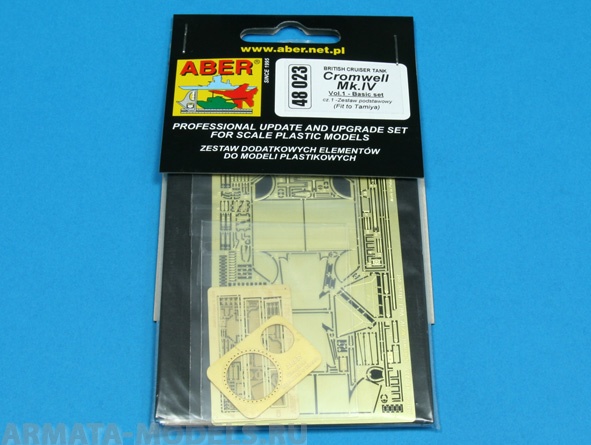 www.aber.net.pl
ABER®
SINCE 1995
48 023
BRITISH CRUISER TANK
Cromwell
Mk.IV
Vol.1 - Basic set
cz.1 -Zestaw podstawowy
(Fit to Tamiya)
PROFESSIONAL UPDATE AND UPGRADE SET
FOR SCALE PLASTIC MODELS
ZESTAW DODATKOWYCH ELEMENTÓW
DO MODELI PLASTIKOWYCH
ARMATA-MODELS.RU